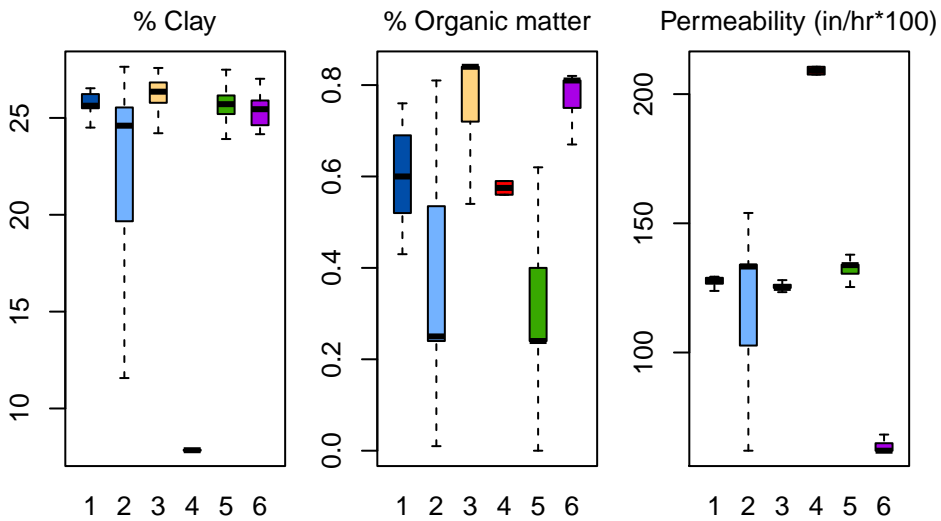 % Clay
25
20
15
10
1 2 3 4 5 6
% Organic matter
0.8
0.6
0.4
0.2
0.0
1 2 3 4 5 6
Permeability (in/hr*100)
200
150
100
1 2 3 4 5 6